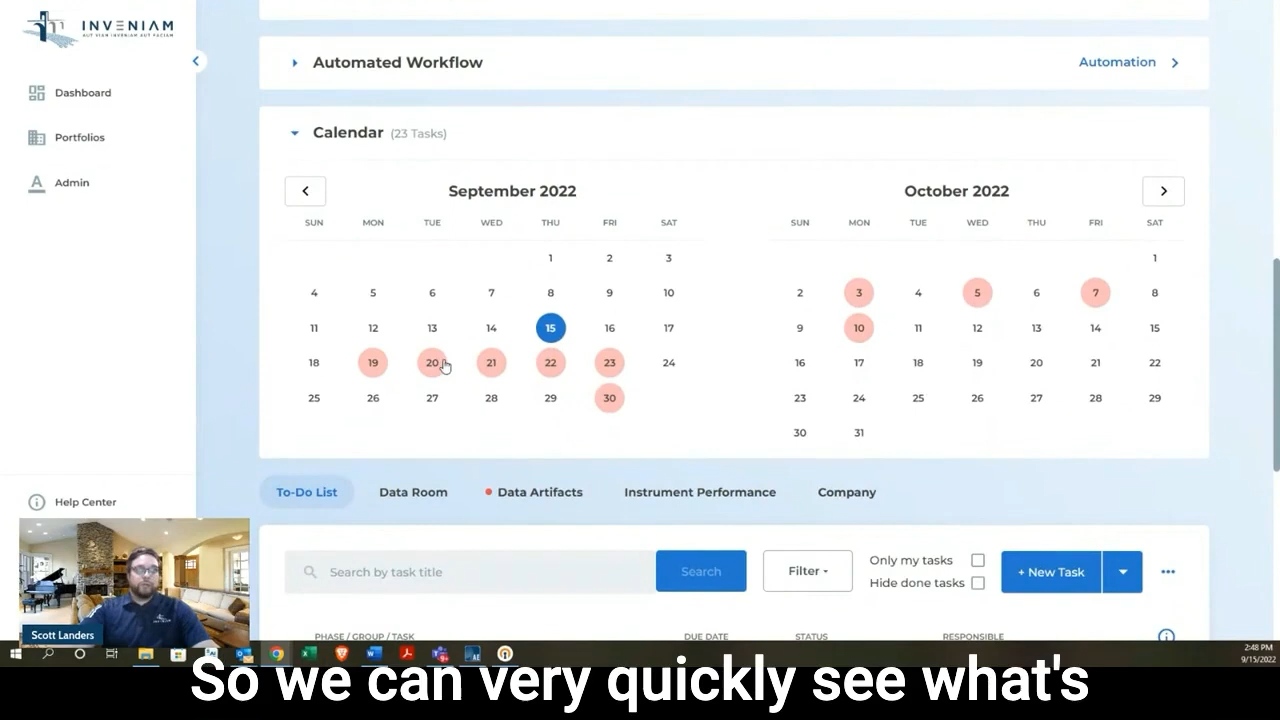 INVENIAM
AUT VIAM INVENIAM AUT FACIAM
Dashboard
Portfolios
A Admin
Help Center
Automated Workflow
Automation
Calendar (23 Tasks)
September 2022
SUN MON TUE WED THU FRI SAT
1 2 3
4 5 6 7 8 9 10
11 12 13 14 15 16 17
18 19 20 21 22 23 24
25 26 27 28 29 30
October 2022
SUN MON TUE WED THU FRI SAT
1
2 3 4 5 6 7 8
9 10 11 12 13 14 15
16 17 18 19 20 21 22
23 24 25 26 27 28 29
30 31
To-Do List Data Room Data Artifacts Instrument Performance Company
Search by task title
Search
Filter
Only my tasks
Hide done tasks
+ New Task
PHASE / GROUP / TASK DUE DATE STATUS RESPONSIBLE
Scott Landers
2:48 PM
9/15/2022
So we can very quickly see what's